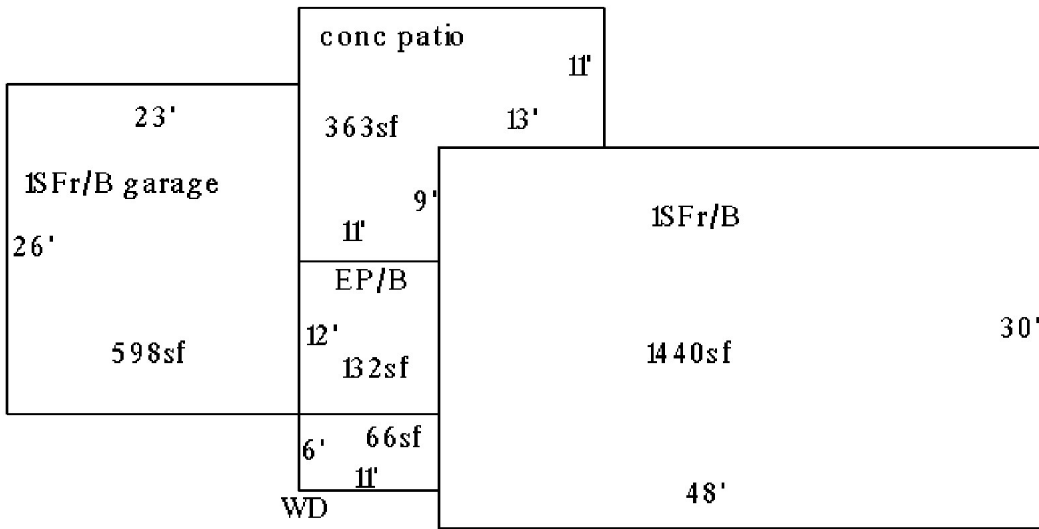 conc patio
11'
23'
363sf
13'
1SFr/B garage
9'
1SFr/B
26'
11'
EP/B
12'
30'
598sf
132sf
1440sf
6'
66sf
11'
48'
WD